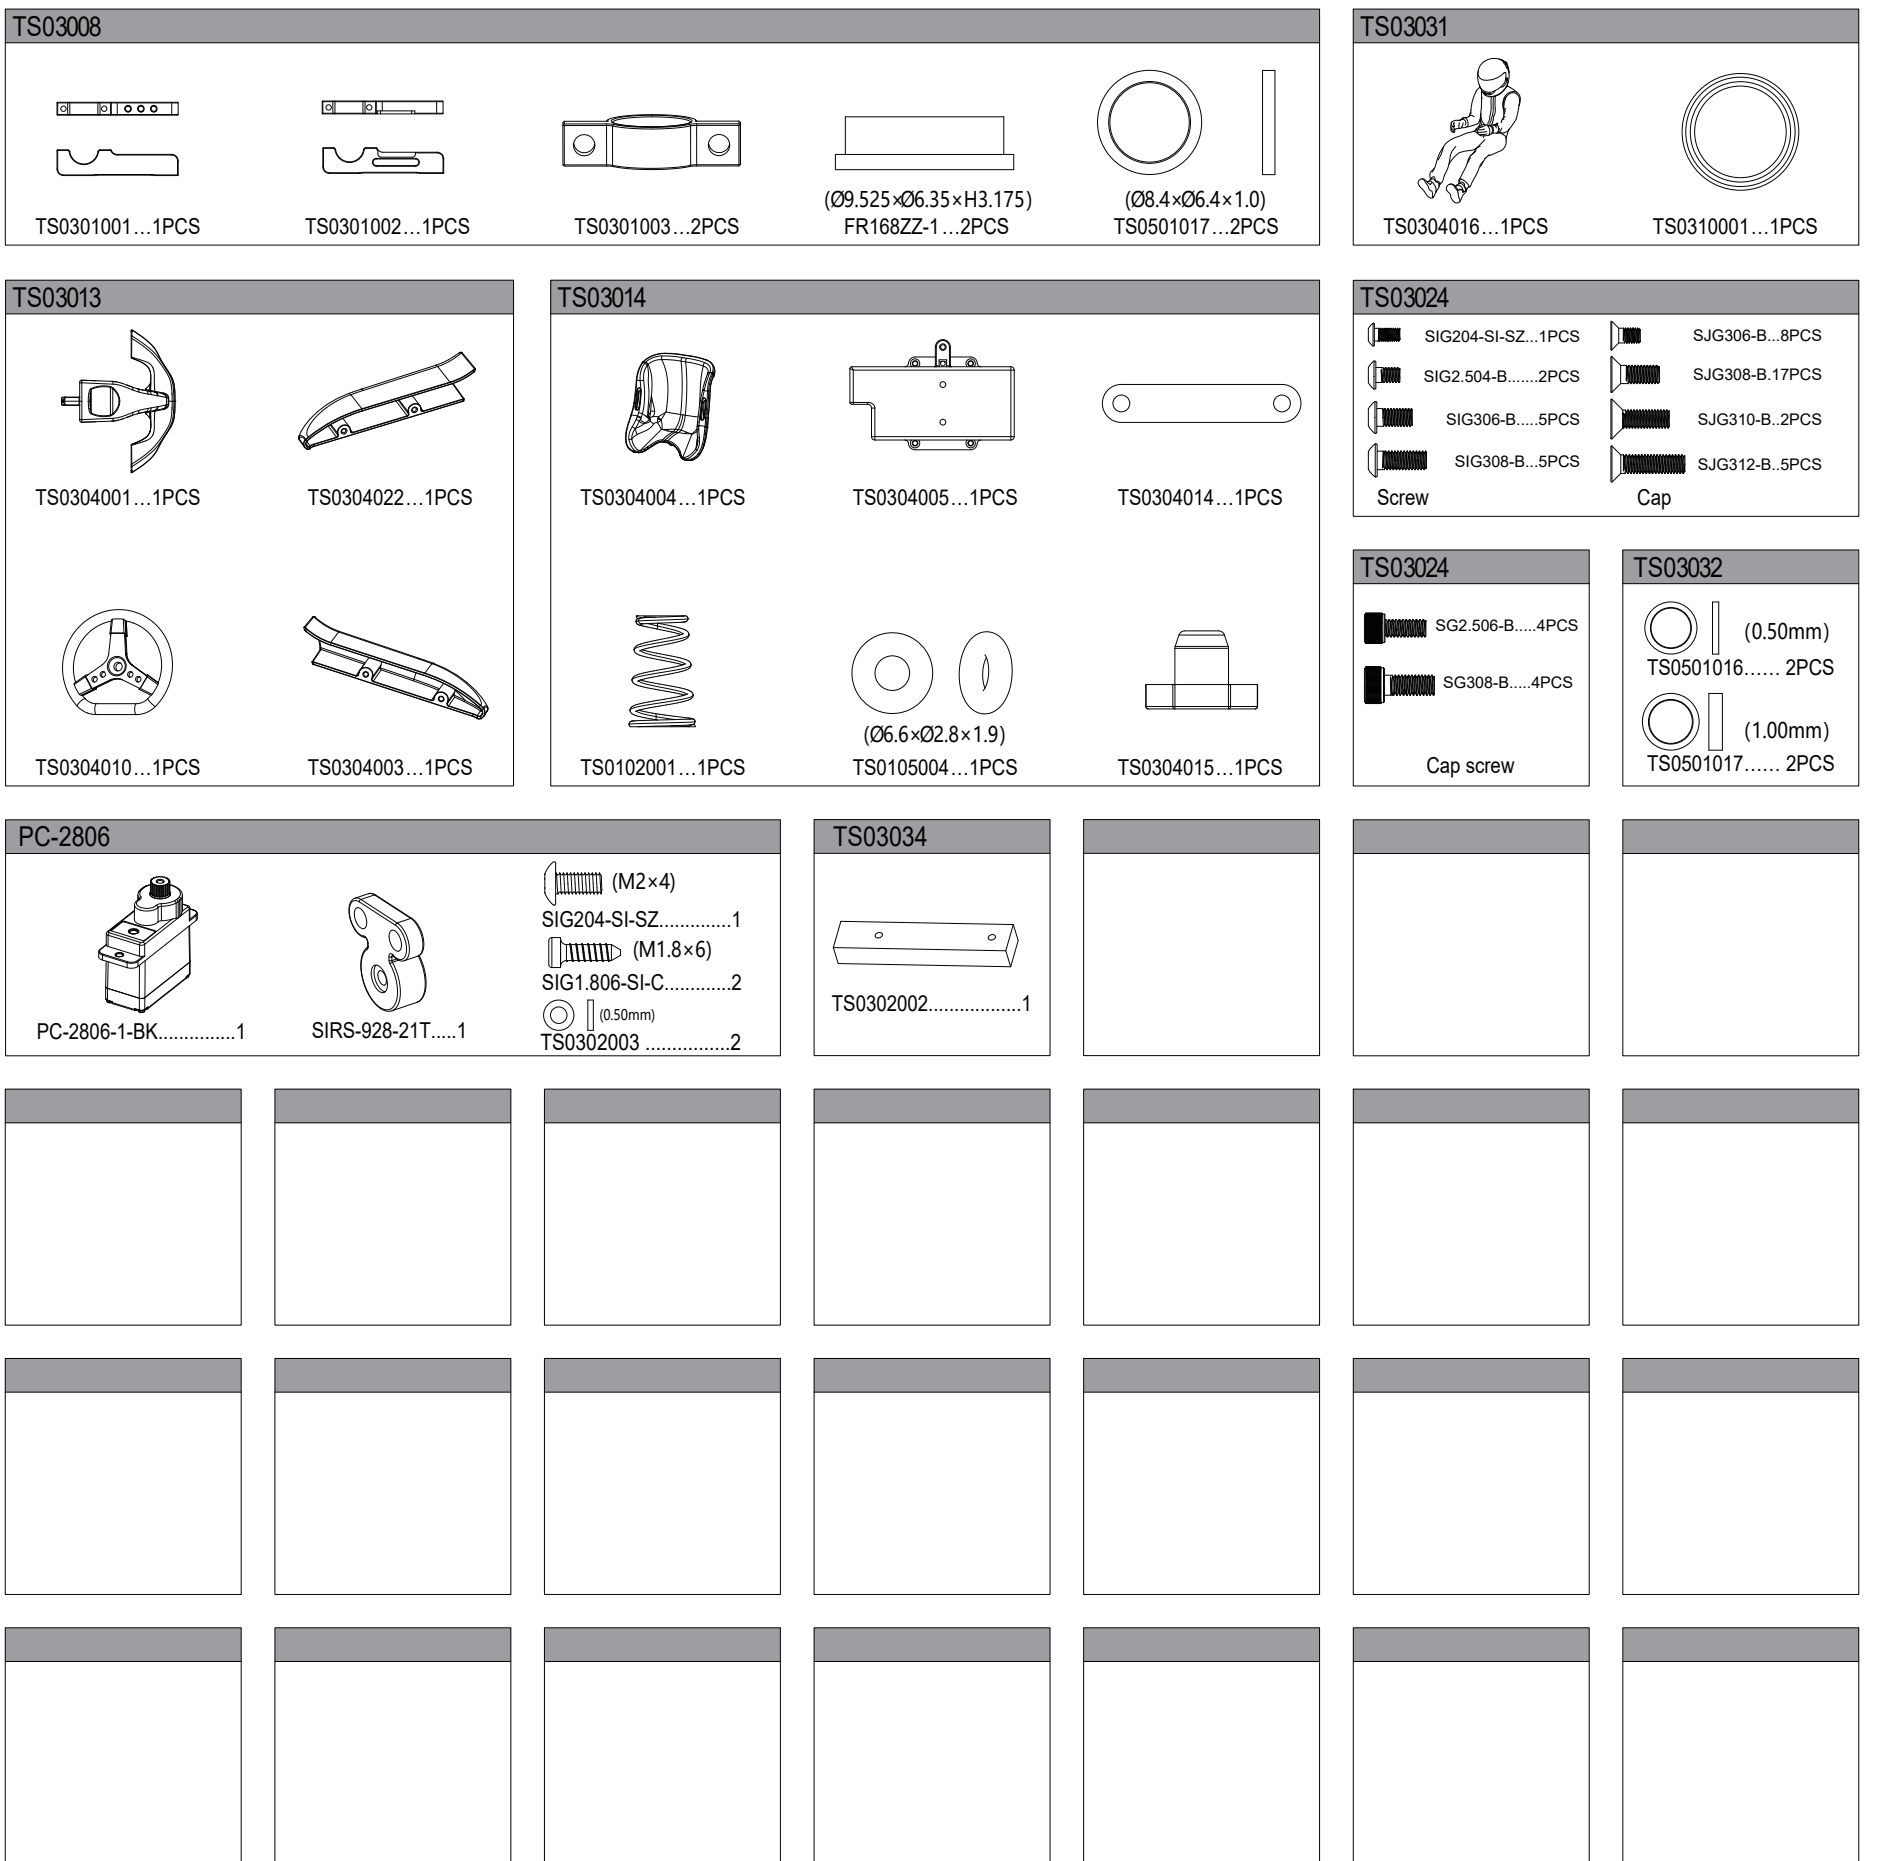 TS03008
(Ø9.525×Ø6.35×H3.175)
(Ø8.4×Ø6.4×1.0)
TS0301001...1PCS
TS0301002...1PCS
TS0301003...2PCS
FR168ZZ-1...2PCS
TS0501017...2PCS
TS03031
TS0304016...1PCS
TS0310001...1PCS
TS03013
TS0304001...1PCS
TS0304022...1PCS
TS0304010...1PCS
TS0304003...1PCS
TS03014
TS0304004...1PCS
TS0304005...1PCS
TS0304014...1PCS
(Ø6.6×Ø2.8×1.9)
TS0102001...1PCS
TS0105004...1PCS
TS0304015...1PCS
TS03024
SIG204-SI-SZ...1PCS
SIG2.504-B.......2PCS
SIG306-B.....5PCS
SIG308-B...5PCS
Screw
SJG306-B...8PCS
SJG308-B.17PCS
SJG310-B..2PCS
SJG312-B..5PCS
Cap
TS03024
SG2.506-B.....4PCS
SG308-B.....4PCS
Cap screw
TS03032
(0.50mm)
TS0501016...... 2PCS
(1.00mm)
TS0501017...... 2PCS
PC-2806
PC-2806-1-BK..............1
SIRS-928-21T.....1
(M2×4)
SIG204-SI-SZ.............1
(M1.8×6)
SIG1.806-SI-C............2
(0.50mm)
TS0302003 ................2
TS03034
TS0302002.................1